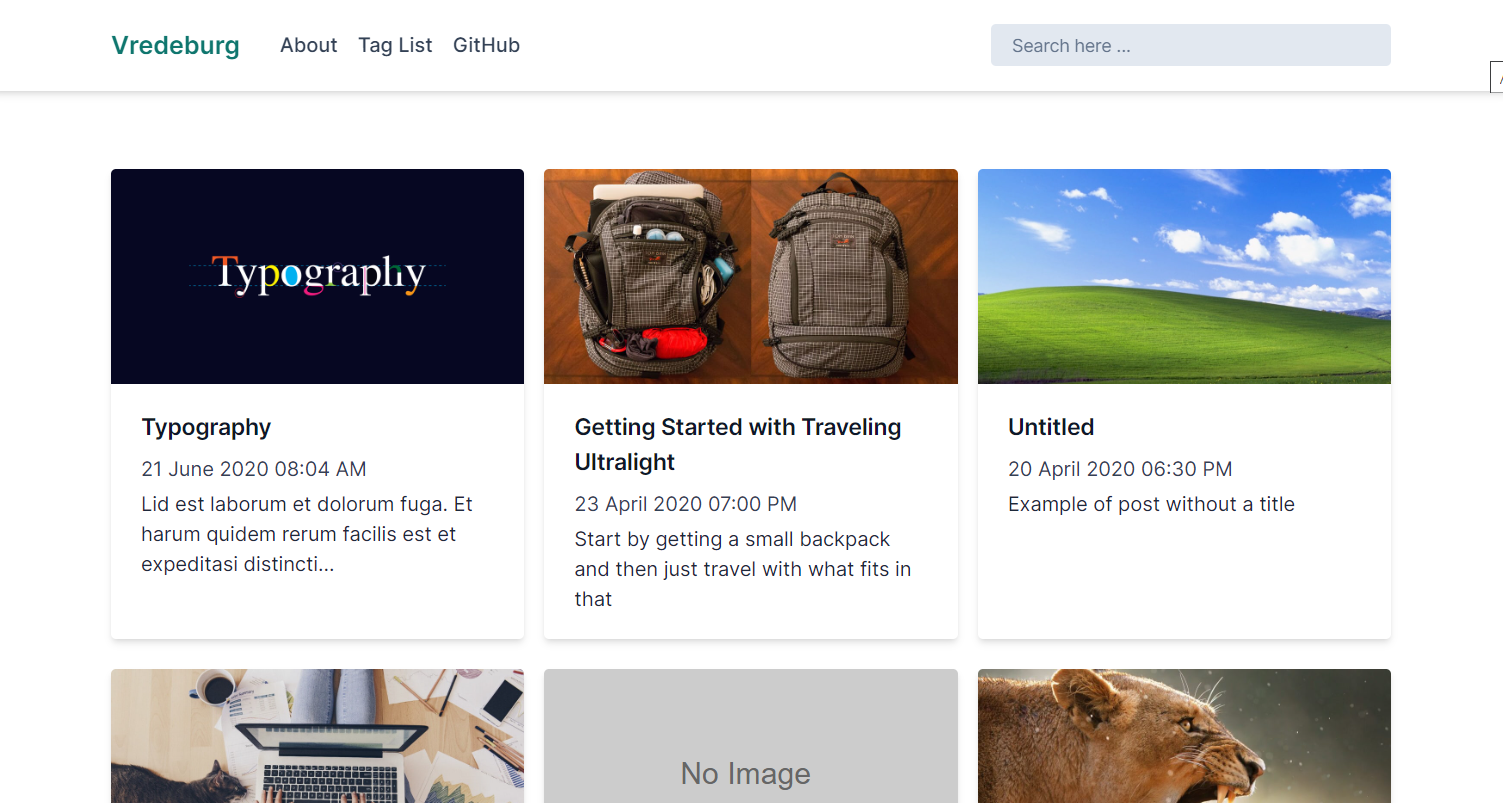 Vredeburg About Tag List GitHub Search here ...
Typography
Typography
21 June 2020 08:04 AM
Lid est laborum et dolorum fuga. Et
harum quidem rerum facilis est et
expeditasi distincti...
Getting Started with Traveling
Ultralight
23 April 2020 07:00 PM
Start by getting a small backpack
and then just travel with what fits in
that
Untitled
20 April 2020 06:30 PM
Example of post without a title
No Image